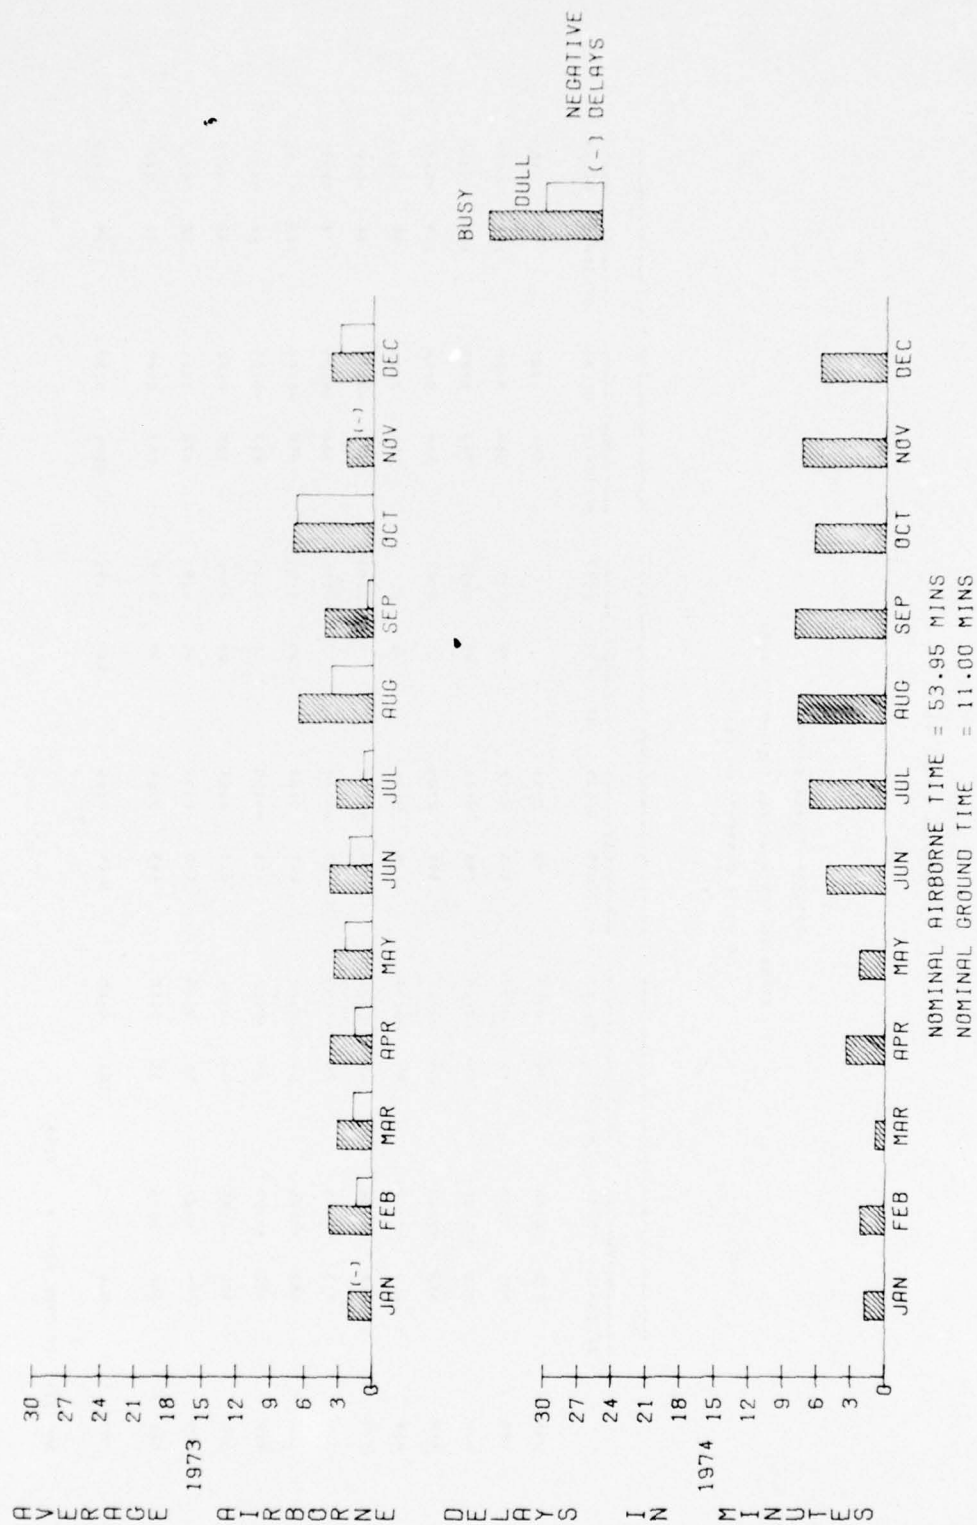 AVERAGE AIRBORNE DELAYS IN MINUTES
1973
30
27
24
21
18
15
12
9
6
3
0
JAN FEB MAR APR MAY JUN JUL AUG SEP OCT NOV DEC
(-)
(-)
BUSY
DULL
(-) NEGATIVE
DELAYS
1974
30
27
24
21
18
15
12
9
6
3
0
JAN FEB MAR APR MAY JUN JUL AUG SEP OCT NOV DEC
NOMINAL AIRBORNE TIME = 53.95 MINS
NOMINAL GROUND TIME = 11.00 MINS